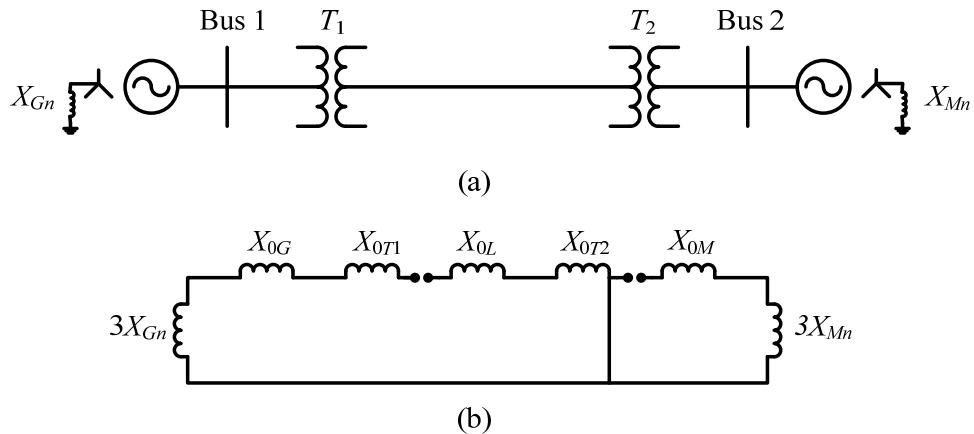 Bus 1 T1 T2 Bus 2
XGn XMn
(a)
X0G X0T1 X0L X0T2 X0M
3XGn 3XMn
(b)